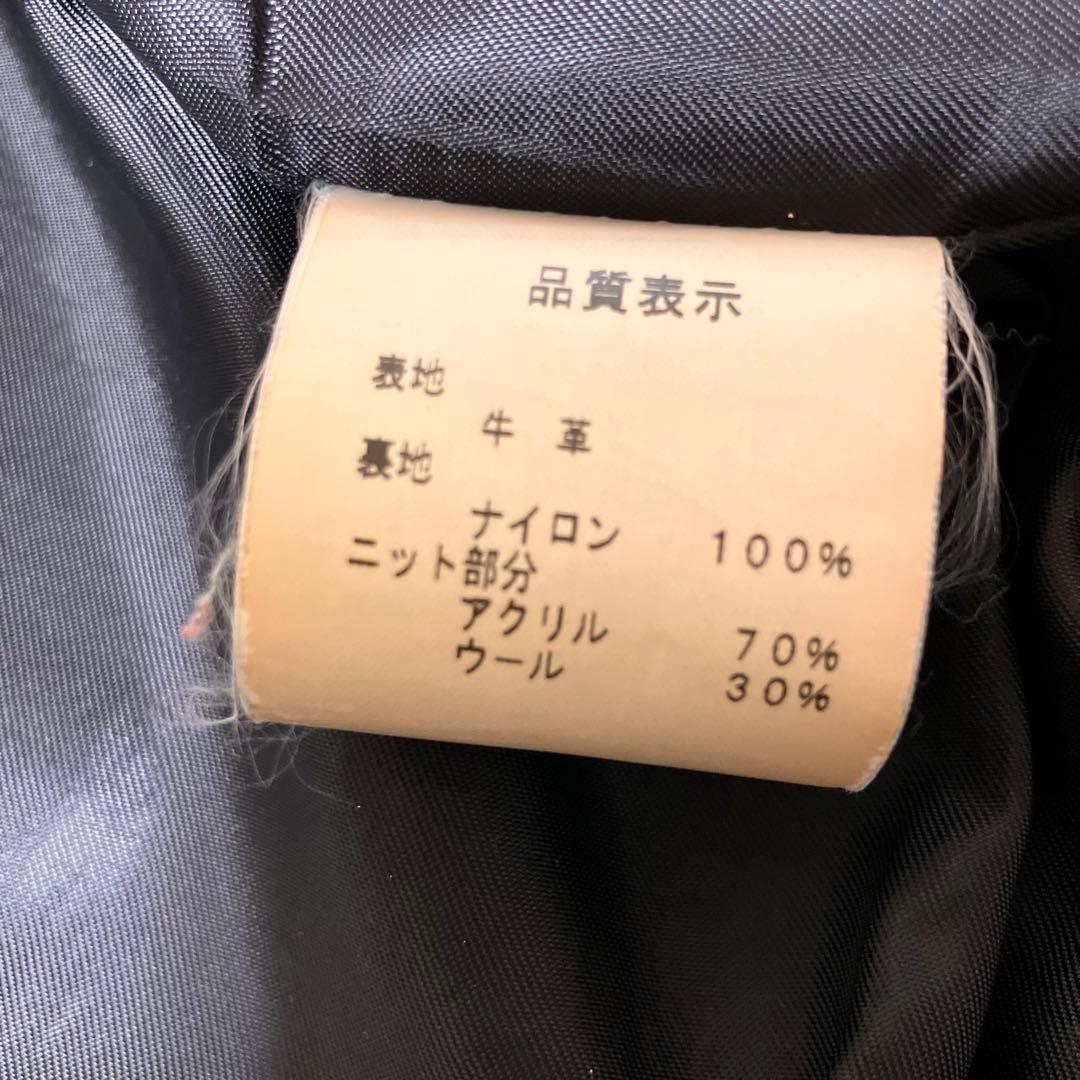 品質表示
表地
牛 革
裏地
ナイロン 100%
ニット部分
アクリル 70%
ウール 30%